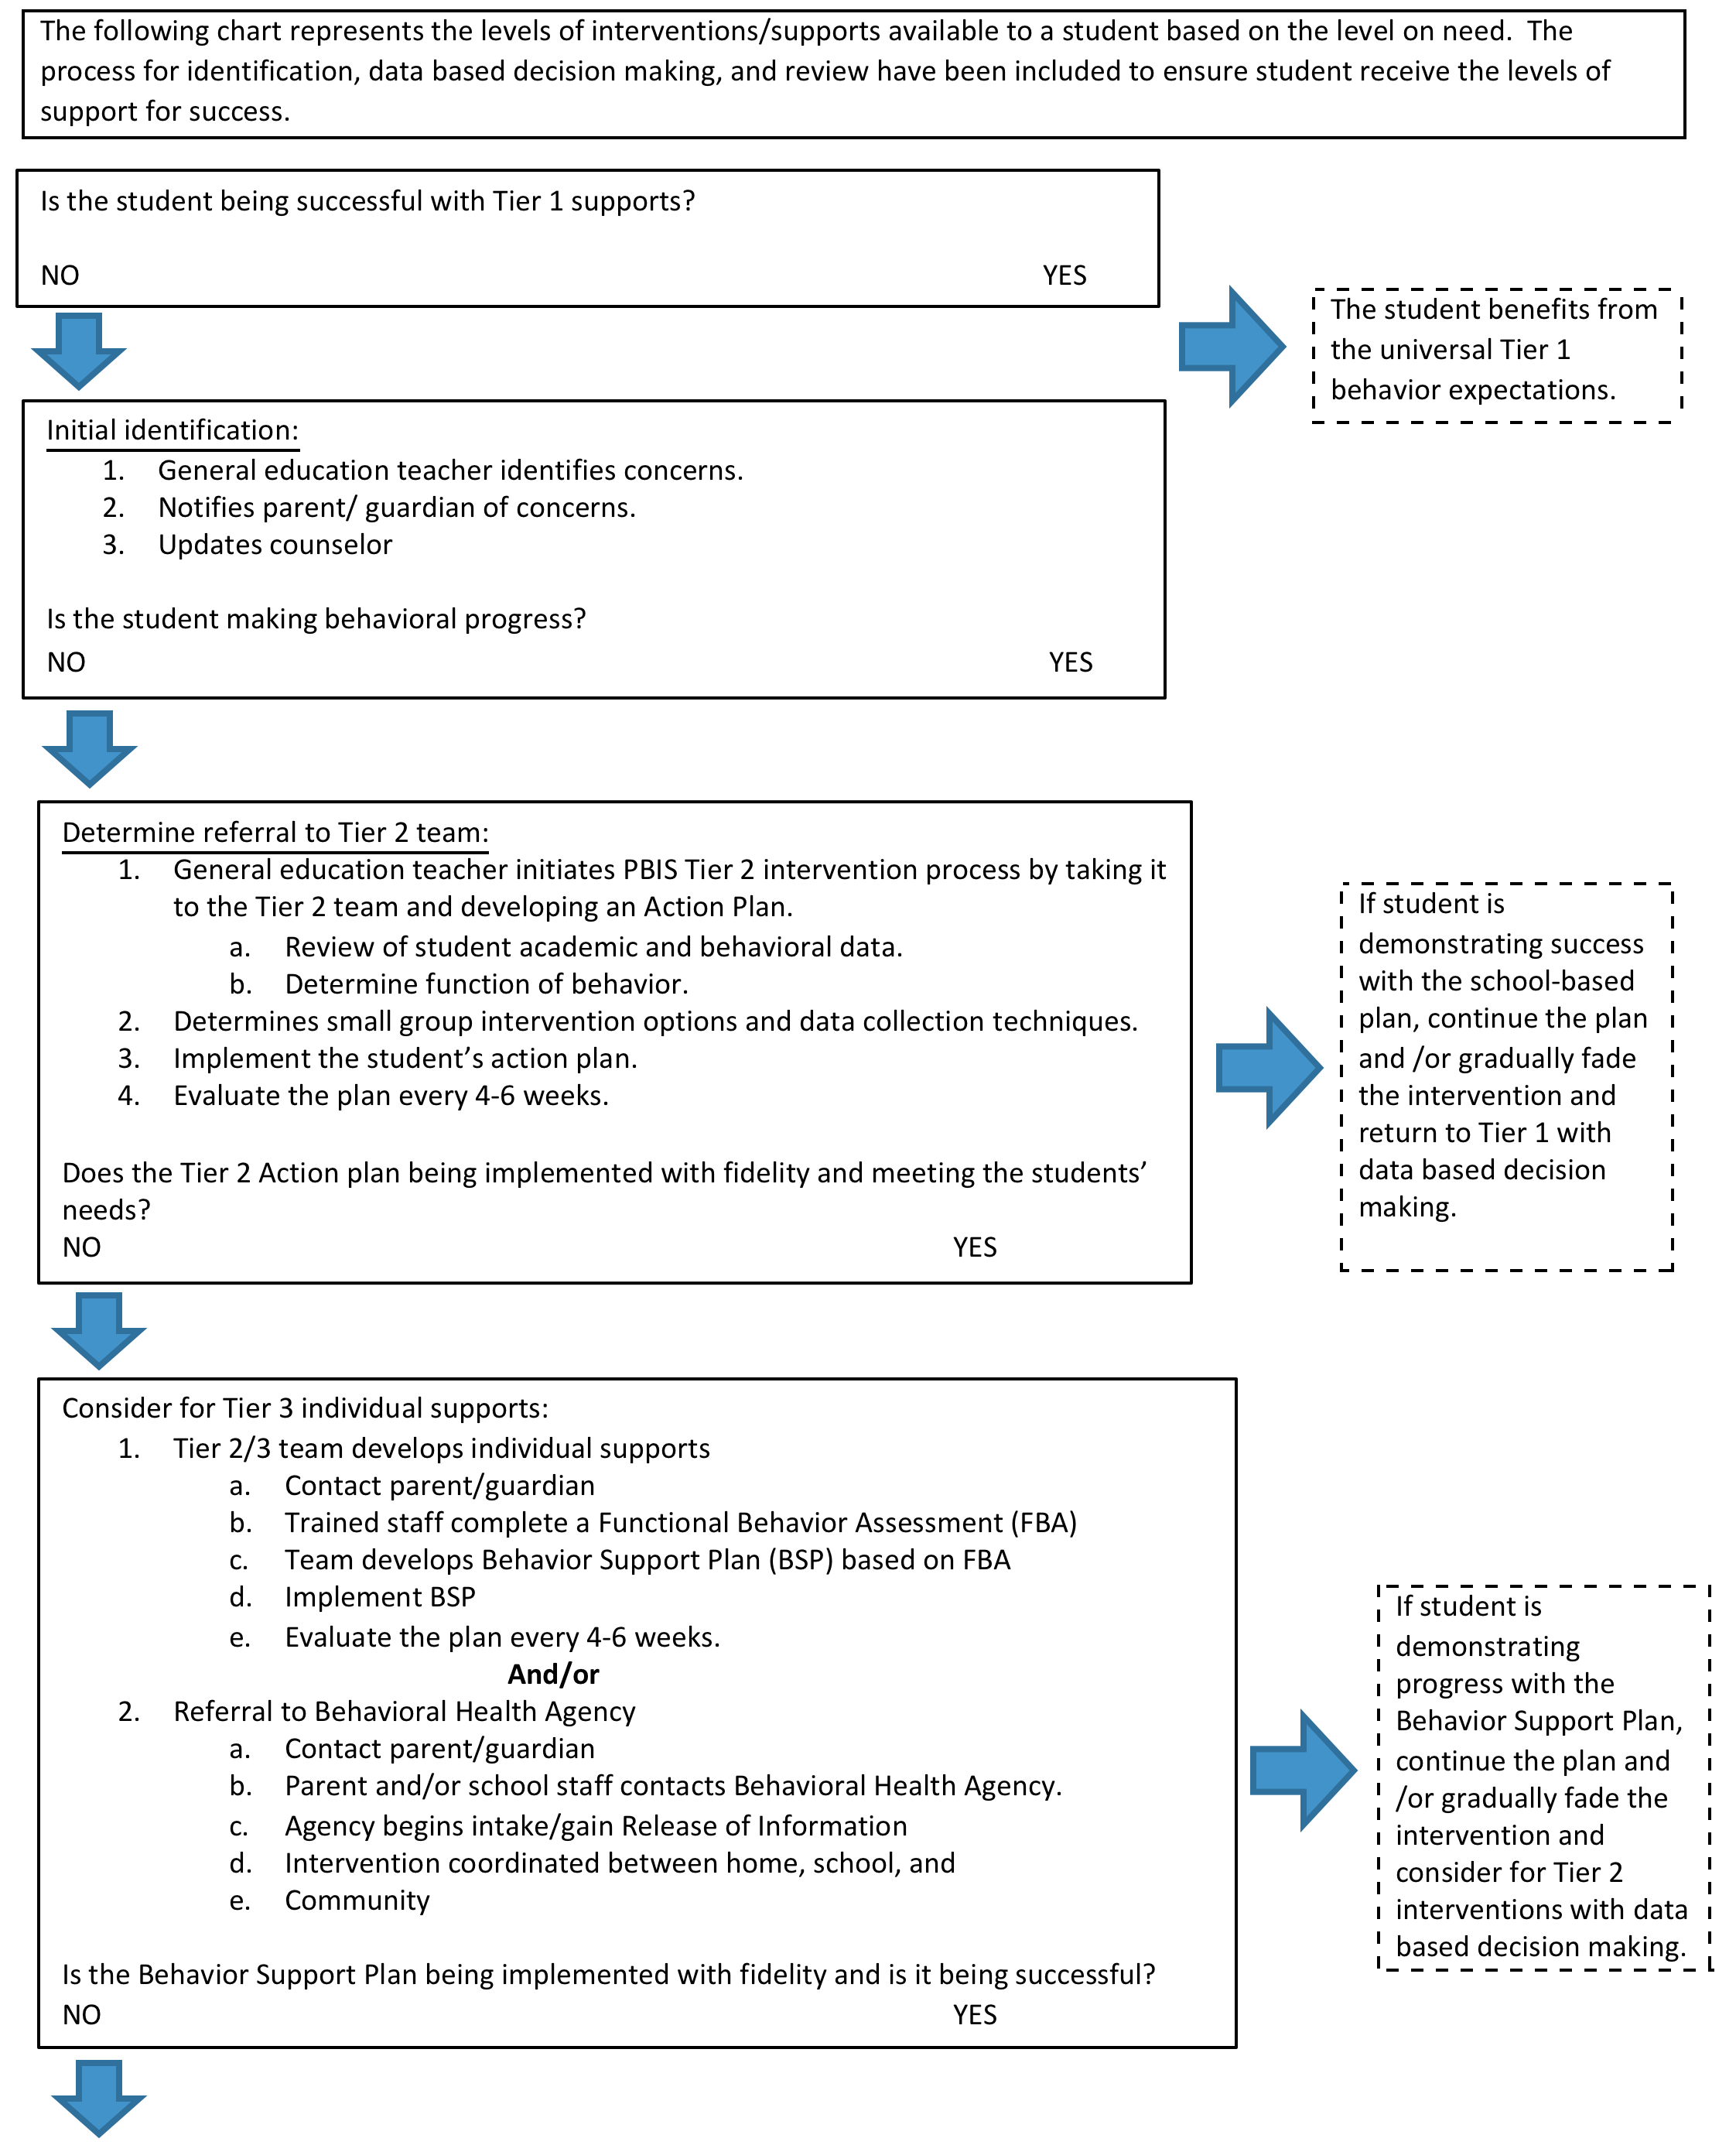 The following chart represents the levels of interventions/supports available to a student based on the level on need.  The
process for identification, data based decision making, and review have been included to ensure student receive the levels of
support for success.
Is the student being successful with Tier 1 supports?
NO YES
The student benefits from
the universal Tier 1
behavior expectations.
Initial identification:
1. General education teacher identifies concerns.
2. Notifies parent/ guardian of concerns.
3. Updates counselor
Is the student making behavioral progress?
NO YES
Determine referral to Tier 2 team:
1. General education teacher initiates PBIS Tier 2 intervention process by taking it
to the Tier 2 team and developing an Action Plan.
a. Review of student academic and behavioral data.
b. Determine function of behavior.
2. Determines small group intervention options and data collection techniques.
3. Implement the student’s action plan.
4. Evaluate the plan every 4-6 weeks.
Does the Tier 2 Action plan being implemented with fidelity and meeting the students’
needs?
NO YES
If student is
demonstrating success
with the school-based
plan, continue the plan
and /or gradually fade
the intervention and
return to Tier 1 with
data based decision
making.
Consider for Tier 3 individual supports:
1. Tier 2/3 team develops individual supports
a. Contact parent/guardian
b. Trained staff complete a Functional Behavior Assessment (FBA)
c. Team develops Behavior Support Plan (BSP) based on FBA
d. Implement BSP
e. Evaluate the plan every 4-6 weeks.
And/or
2. Referral to Behavioral Health Agency
a. Contact parent/guardian
b. Parent and/or school staff contacts Behavioral Health Agency.
c. Agency begins intake/gain Release of Information
d. Intervention coordinated between home, school, and
e. Community
Is the Behavior Support Plan being implemented with fidelity and is it being successful?
NO YES
If student is
demonstrating
progress with the
Behavior Support Plan,
continue the plan and
/or gradually fade the
intervention and
consider for Tier 2
interventions with data
based decision making.